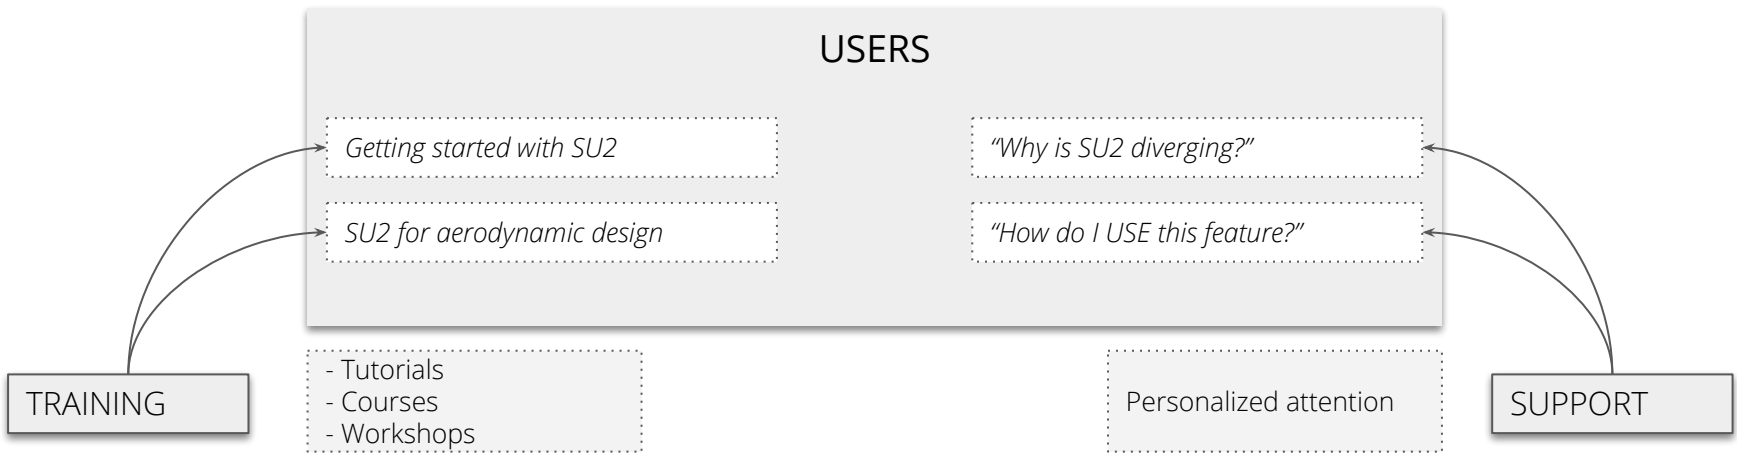 USERS
Getting started with SU2
“Why is SU2 diverging?”
SU2 for aerodynamic design
“How do I USE this feature?”
TRAINING
- Tutorials
- Courses
- Workshops
Personalized attention
SUPPORT